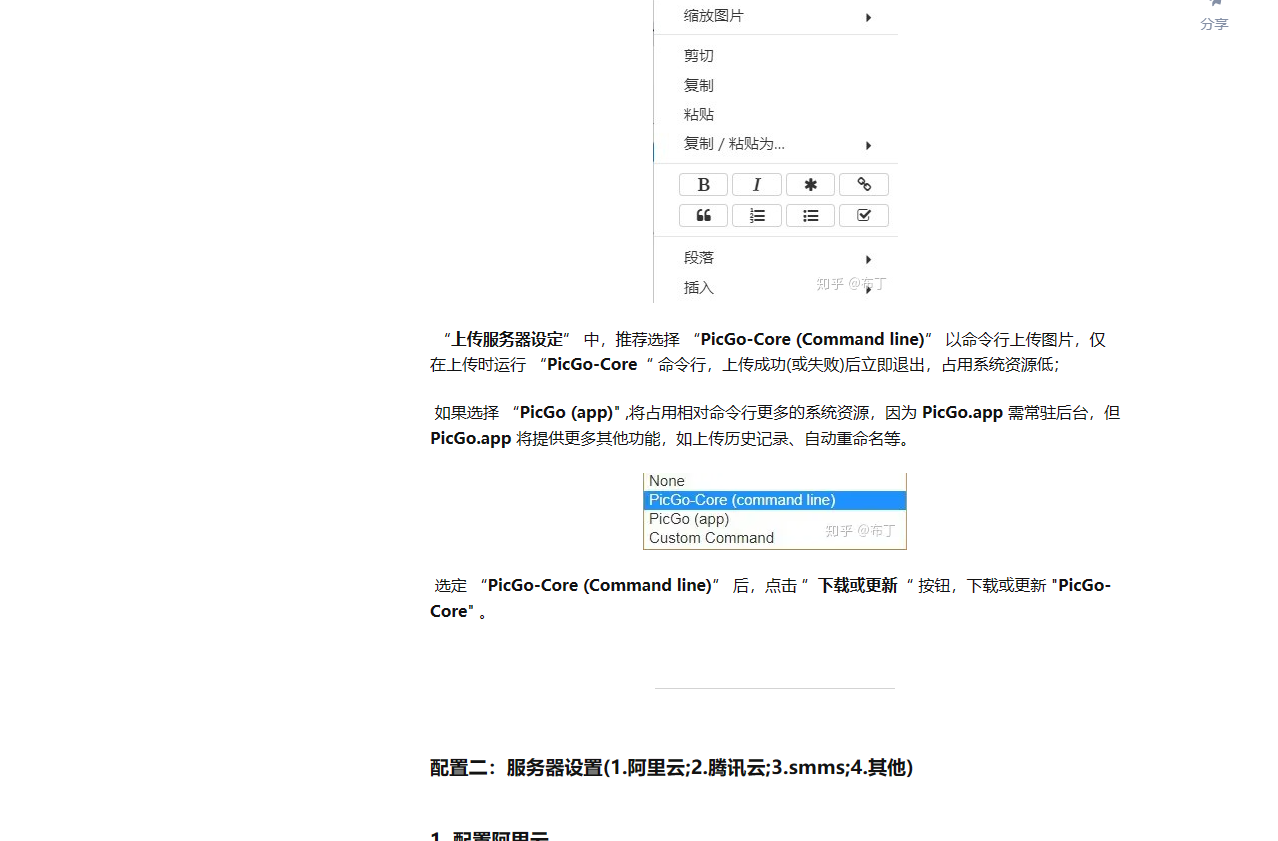 缩放图片
分享
剪切
复制
粘贴
复制 / 粘贴为...
B I
段落
插入
知乎 @布丁
“上传服务器设定” 中，推荐选择 “PicGo-Core (Command line)” 以命令行上传图片，仅
在上传时运行 “PicGo-Core “ 命令行，上传成功(或失败)后立即退出，占用系统资源低；
如果选择 “PicGo (app)" ,将占用相对命令行更多的系统资源，因为 PicGo.app 需常驻后台，但
PicGo.app 将提供更多其他功能，如上传历史记录、自动重命名等。
None
PicGo-Core (command line)
PicGo (app)
知乎 @布丁
Custom Command
选定 “PicGo-Core (Command line)” 后，点击 ” 下载或更新 “ 按钮，下载或更新 "PicGo-
Core" 。
配置二：服务器设置(1.阿里云;2.腾讯云;3.smms;4.其他)
1. 配置阿里云